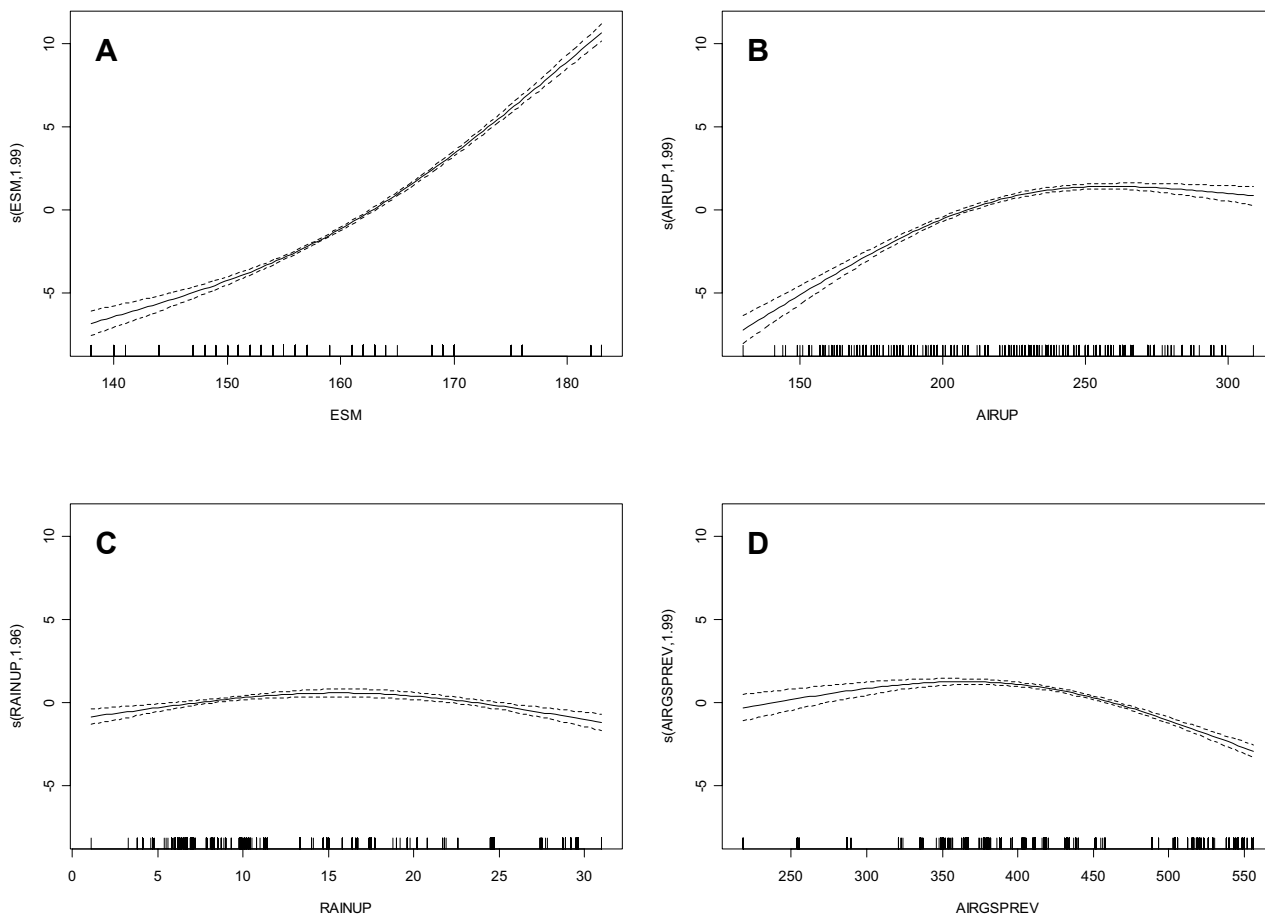 A
s(ESM,1.99)
10
5
0
-5
140 150 160 170 180
ESM
B
s(AIRUP,1.99)
10
5
0
-5
150 200 250 300
AIRUP
C
s(RAINUP,1.96)
10
5
0
-5
0 5 10 15 20 25 30
RAINUP
D
s(AIRGSPREV,1.99)
10
5
0
-5
250 300 350 400 450 500 550
AIRGSPREV